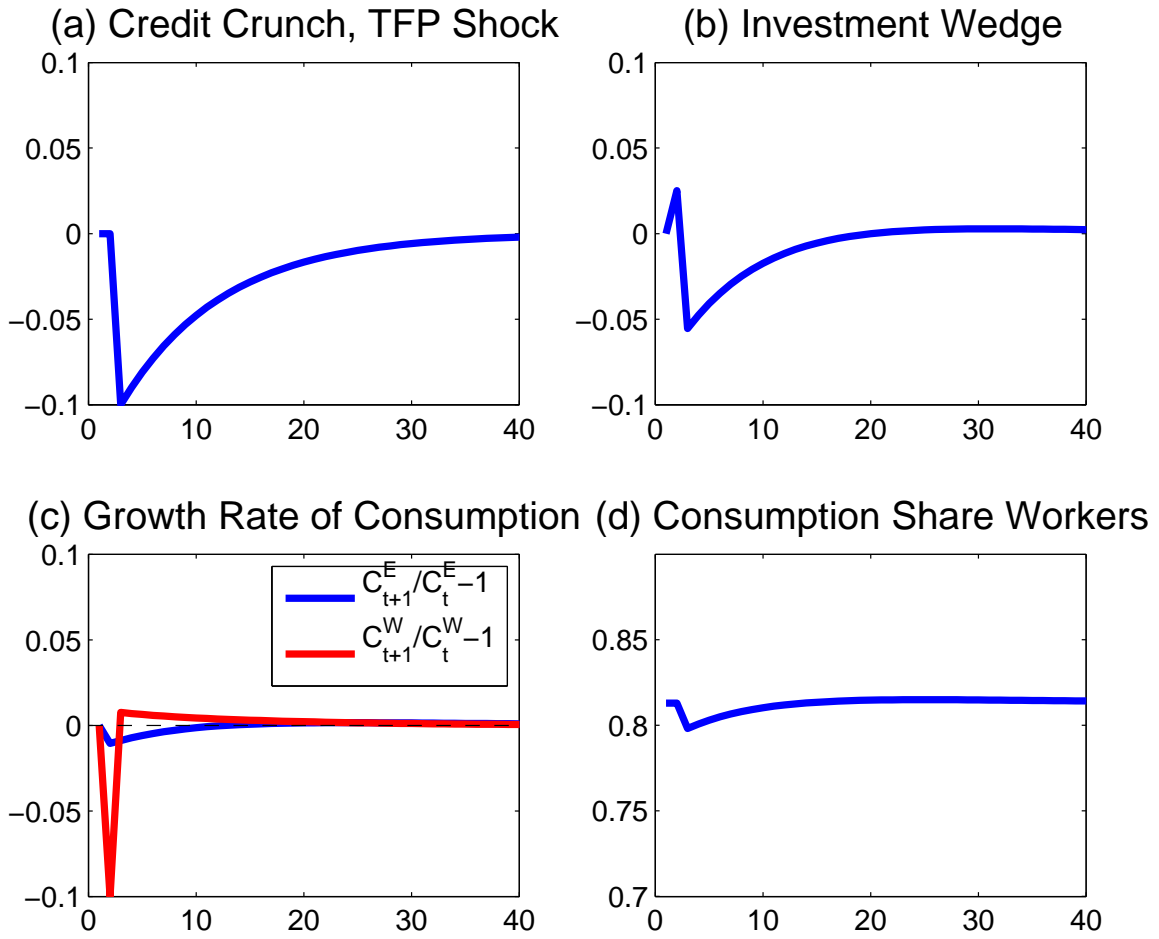 (a) Credit Crunch, TFP Shock
0.1
0.05
0
−0.05
−0.1
0 10 20 30 40
(b) Investment Wedge
0.1
0.05
0
−0.05
−0.1
0 10 20 30 40
(c) Growth Rate of Consumption
0.1
0.05
0
−0.05
−0.1
0 10 20 30 40
C^E_{t+1}/C^E_t−1
C^W_{t+1}/C^W_t−1
(d) Consumption Share Workers
0.85
0.8
0.75
0.7
0 10 20 30 40